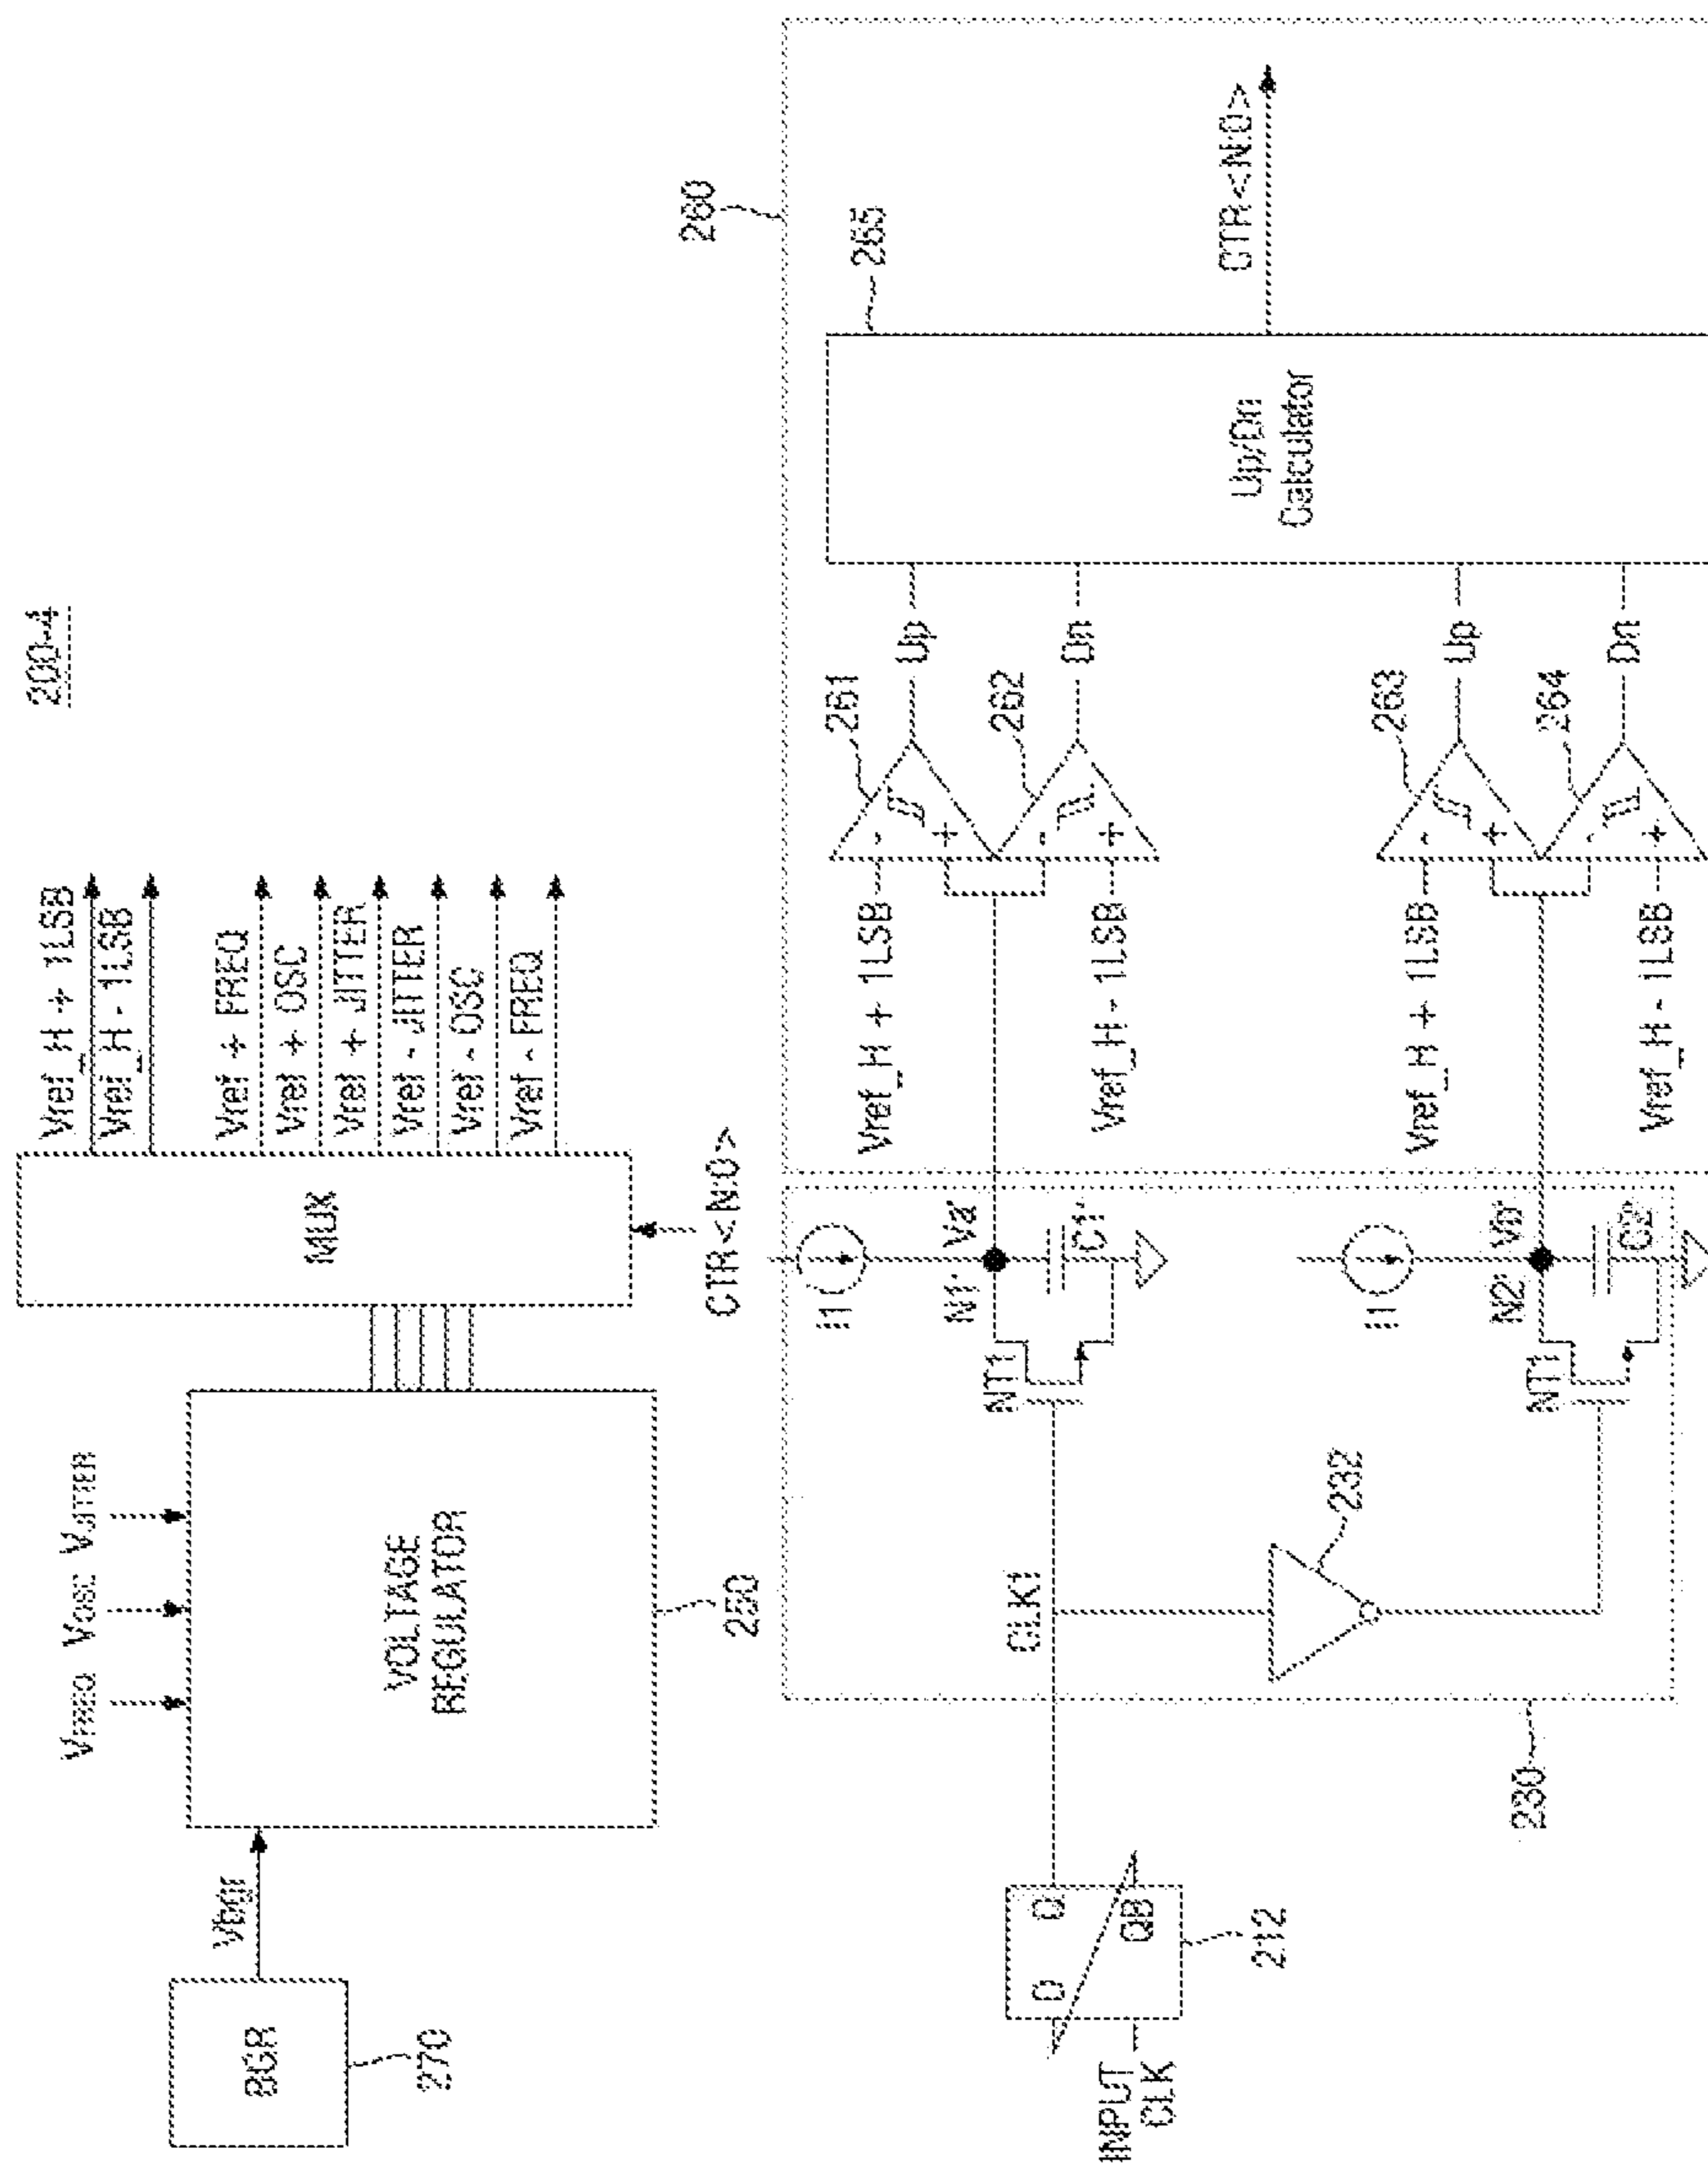 200-4
Vref_H + 1LSB
Vref_H - 1LSB
Vref + FREQ
Vref + OSC
Vref + JITTER
Vref - JITTER
Vref - OSC
Vref - FREQ
MUX
CTR<N:0>
VFREQ
VOSC
VJITTER
VOLTAGE
REGULATOR
250
Vbgr
BGR
270
260
265
CTR<N:0>
Up/Dn
Calculator
Up
Dn
Up
Dn
261
262
263
264
-
+
-
+
-
+
-
+
Vref_H + 1LSB
Vref_H - 1LSB
Vref_H + 1LSB
Vref_H - 1LSB
I1'
N1'
Va'
C1'
NT1
I1'
N2'
C2'
NT1
CLK1
232
230
D
Q
QB
212
INPUT
CLK